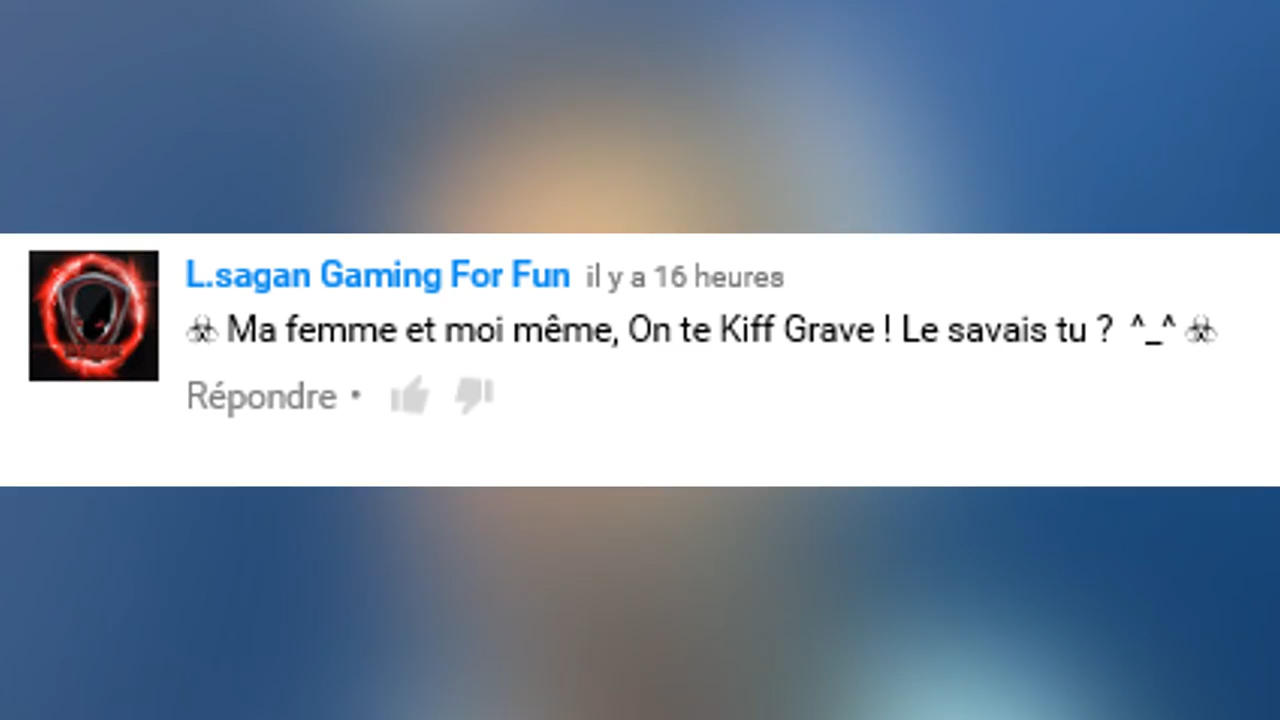 L.sagan Gaming For Fun il y a 16 heures
☣ Ma femme et moi même, On te Kiff Grave ! Le savais tu ? ^_^ ☣
Répondre •